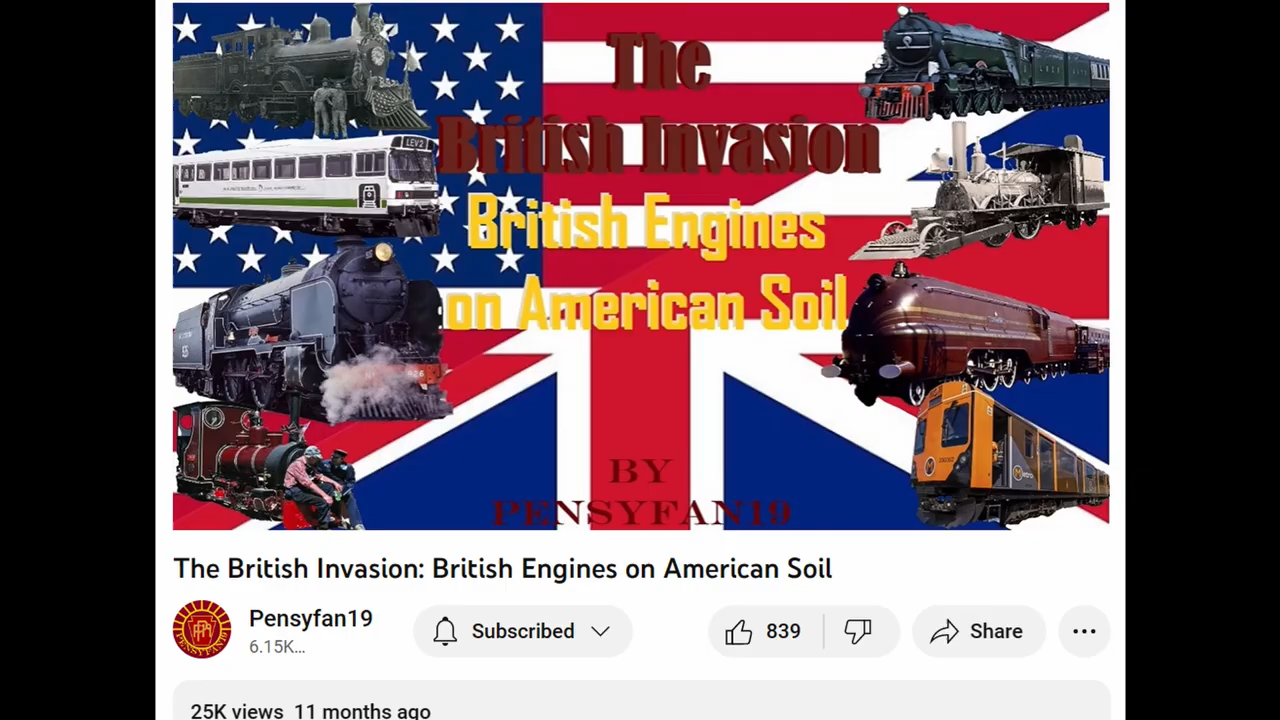 The
British Invasion
British Engines
on American Soil
BY
PENSYFAN19
LEV2
The British Invasion: British Engines on American Soil
Pensyfan19
6.15K...
Subscribed
839
Share
25K views 11 months ago